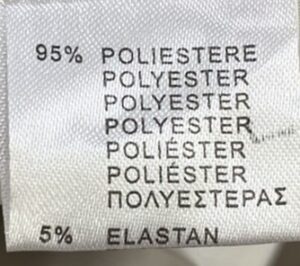 95% POLIESTERE
POLYESTER
POLYESTER
POLYESTER
POLIÉSTER
POLIÉSTER
ΠΟΛΥΕΣΤΕΡΑΣ
5% ELASTAN